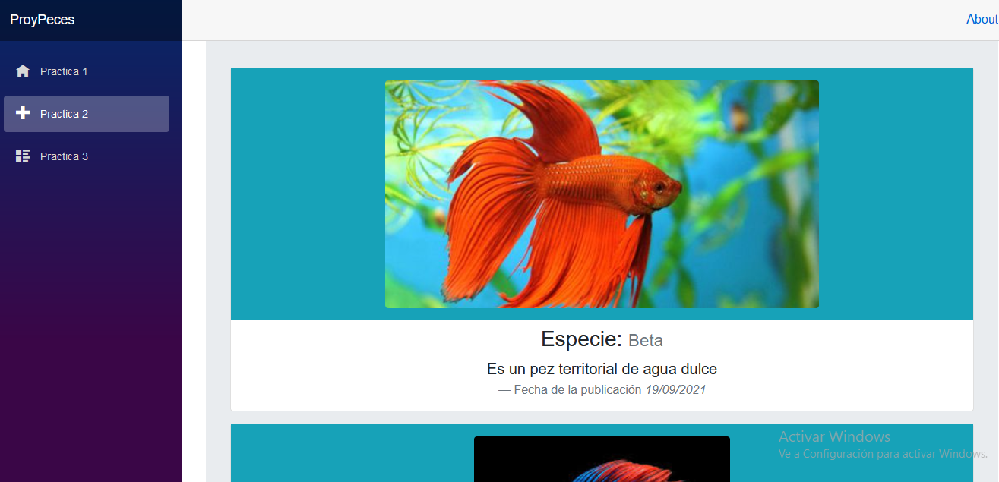 ProyPeces
About
Practica 1
Practica 2
Practica 3
Especie: Beta
Es un pez territorial de agua dulce
— Fecha de la publicación 19/09/2021
Activar Windows
Ve a Configuración para activar Windows.